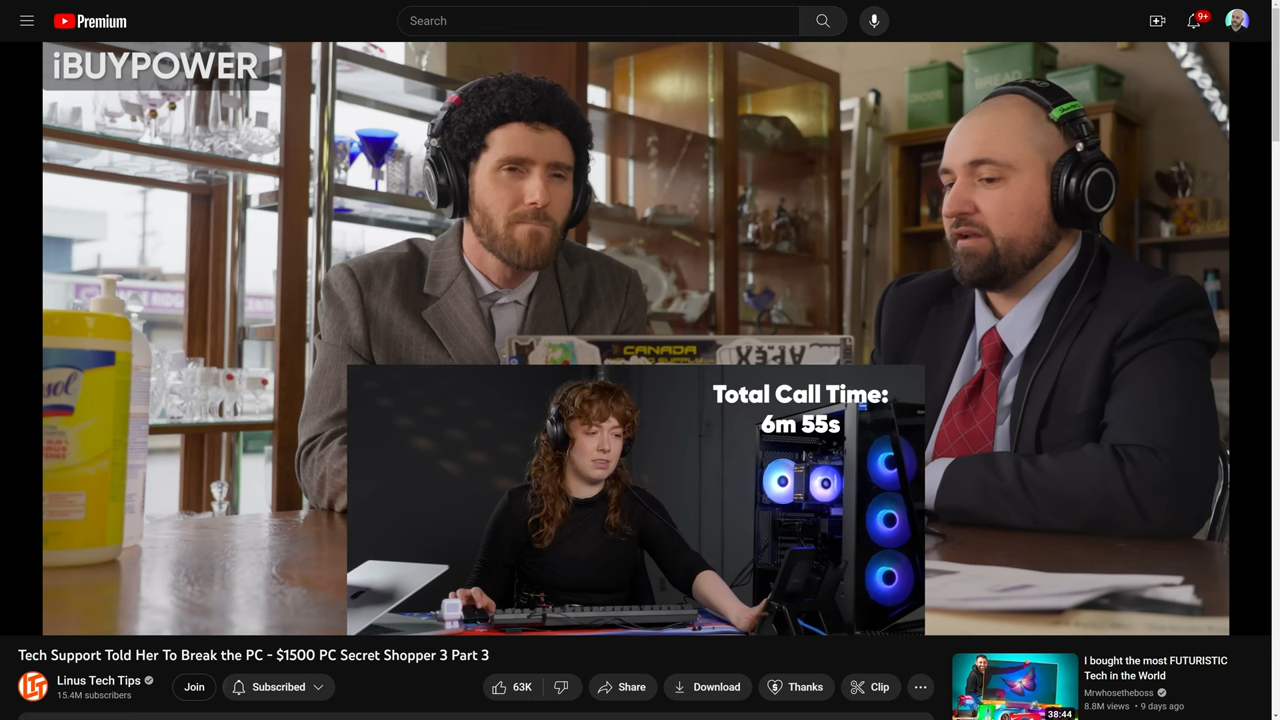 Premium
Search
9+
iBUYPOWER
BREAD
CANADA
APEX
Total Call Time:
6m 55s
Tech Support Told Her To Break the PC - $1500 PC Secret Shopper 3 Part 3
Linus Tech Tips
15.4M subscribers
Join
Subscribed
63K
Share
Download
Thanks
Clip
38:44
I bought the most FUTURISTIC
Tech in the World
Mrwhosetheboss
8.8M views • 9 days ago